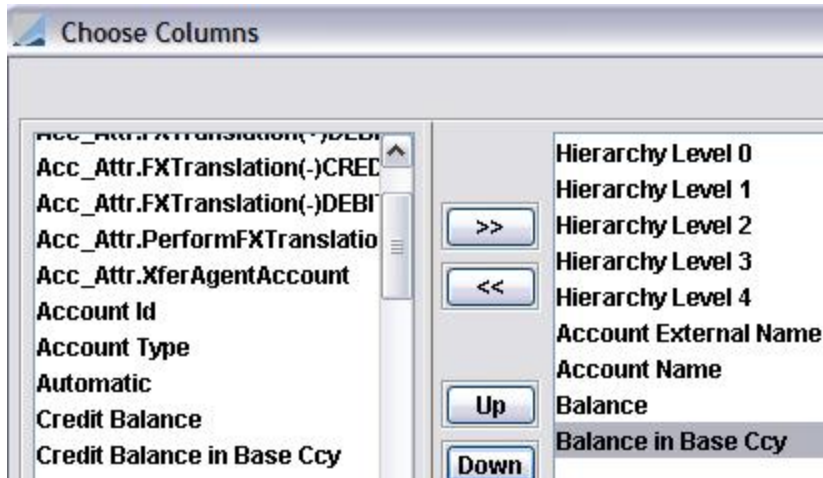 Choose Columns
Acc_Attr.FXTranslation(-)CRED
Acc_Attr.FXTranslation(-)DEBI
Acc_Attr.PerformFXTranslatio
Acc_Attr.XferAgentAccount
Account Id
Account Type
Automatic
Credit Balance
Credit Balance in Base Ccy
>>
<<
Up
Down
Hierarchy Level 0
Hierarchy Level 1
Hierarchy Level 2
Hierarchy Level 3
Hierarchy Level 4
Account External Name
Account Name
Balance
Balance in Base Ccy